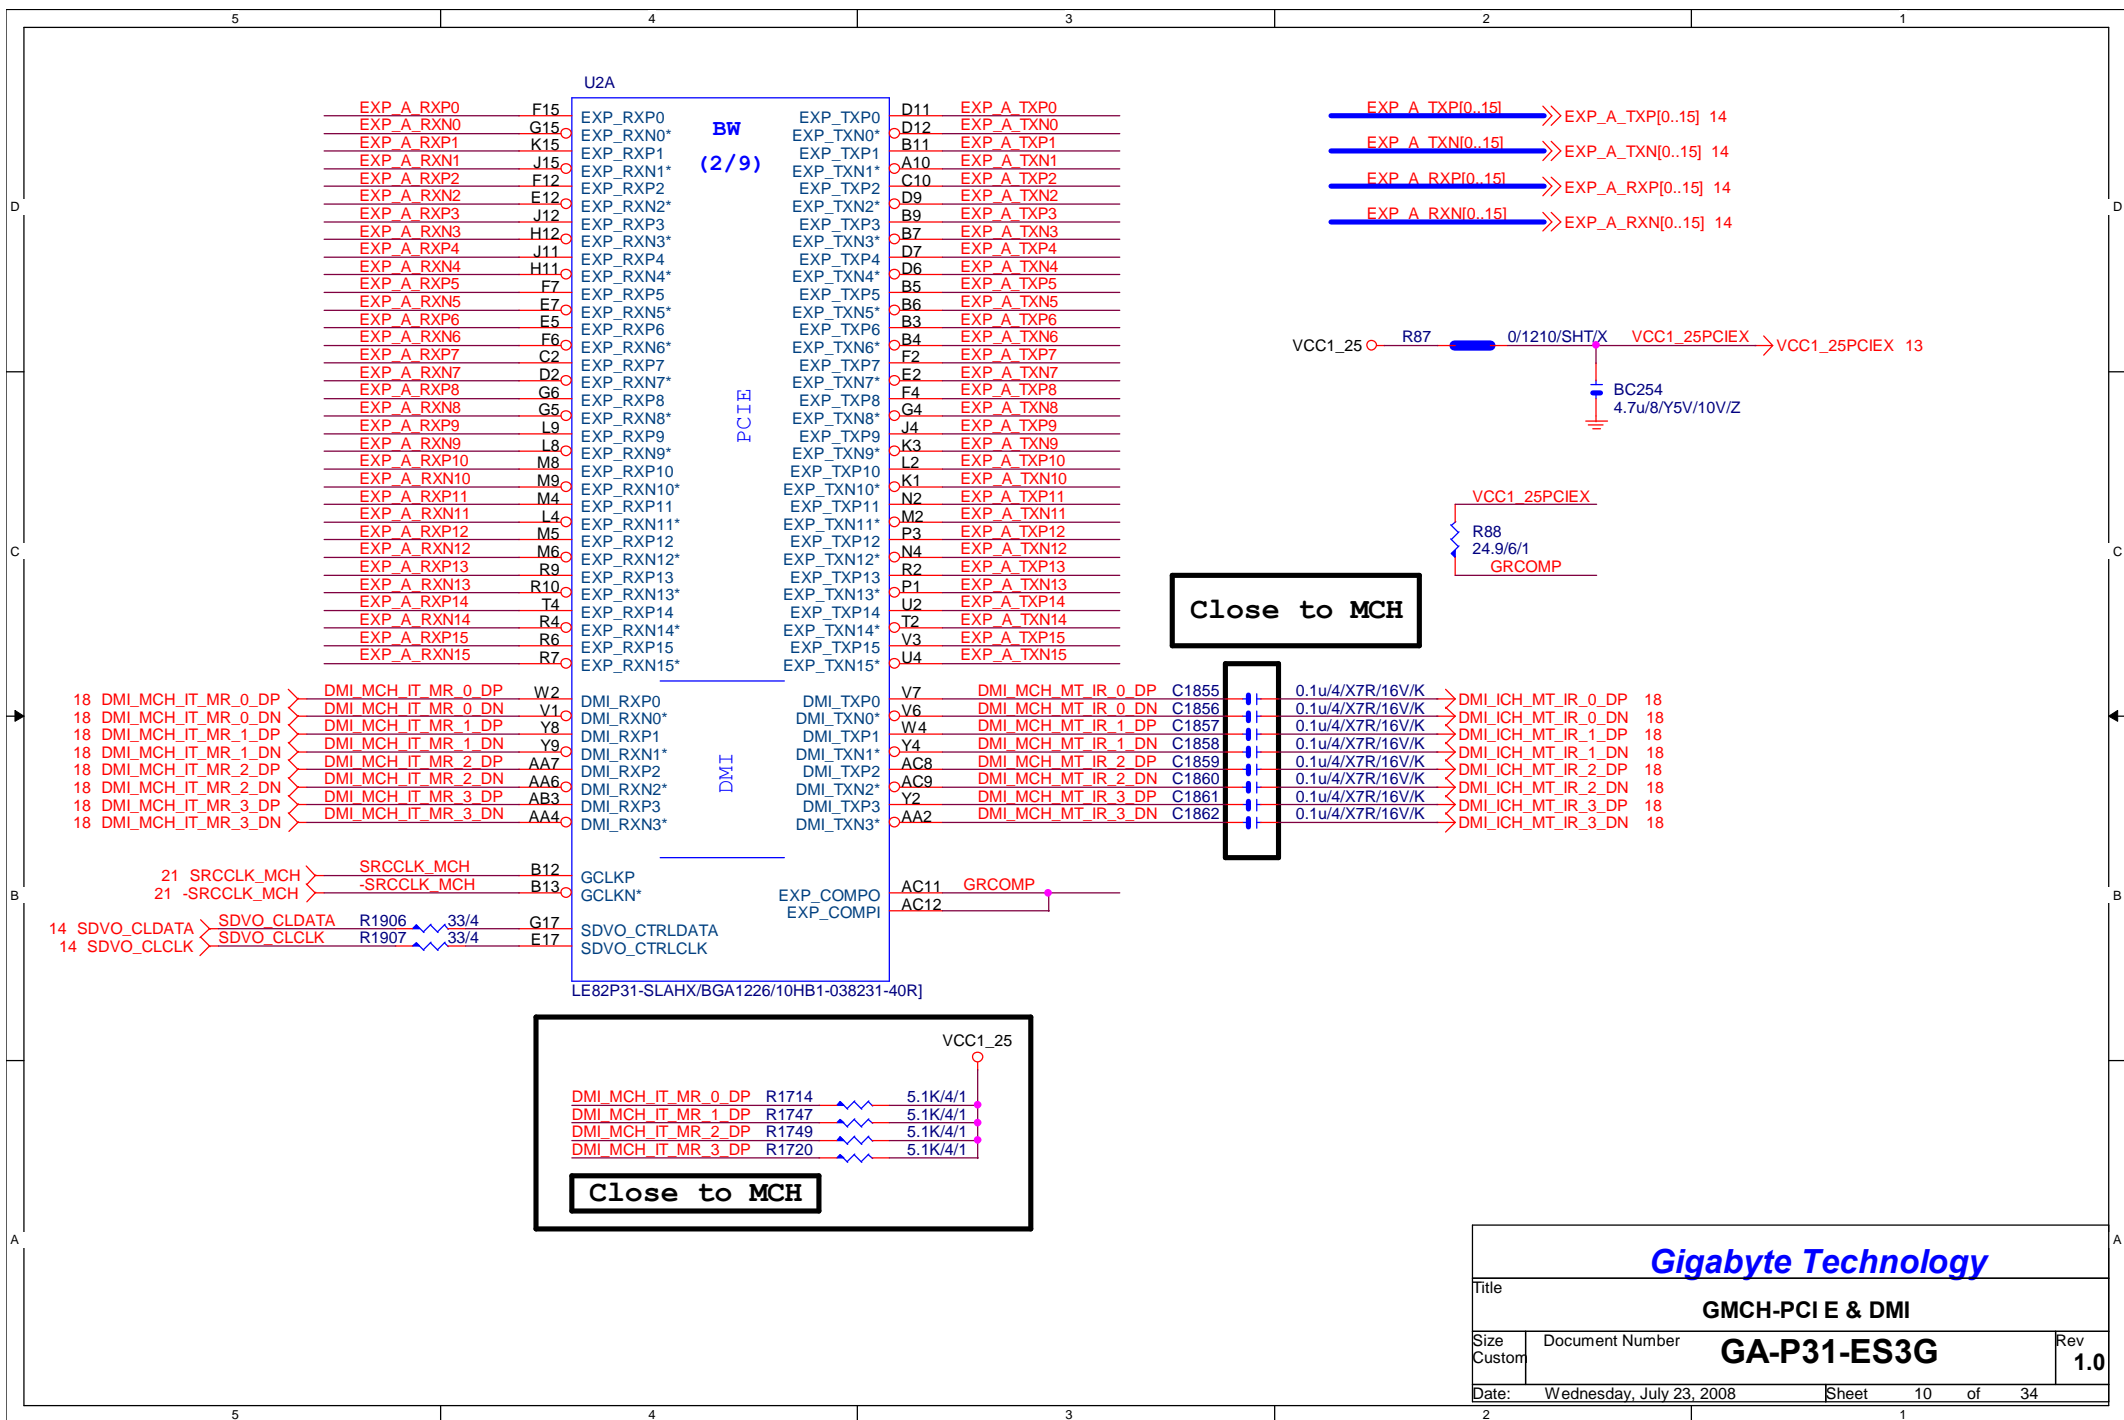 5 4 3 2 1
U2A
BW
(2/9)
PCIE
DMI
EXP_A_RXP0 F15 EXP_RXP0 EXP_TXP0 D11 EXP_A_TXP0
EXP_A_RXN0 G15 EXP_RXN0* EXP_TXN0* D12 EXP_A_TXN0
EXP_A_RXP1 K15 EXP_RXP1 EXP_TXP1 B11 EXP_A_TXP1
EXP_A_RXN1 J15 EXP_RXN1* EXP_TXN1* A10 EXP_A_TXN1
EXP_A_RXP2 F12 EXP_RXP2 EXP_TXP2 C10 EXP_A_TXP2
EXP_A_RXN2 E12 EXP_RXN2* EXP_TXN2* D9 EXP_A_TXN2
EXP_A_RXP3 J12 EXP_RXP3 EXP_TXP3 B9 EXP_A_TXP3
EXP_A_RXN3 H12 EXP_RXN3* EXP_TXN3* B7 EXP_A_TXN3
EXP_A_RXP4 J11 EXP_RXP4 EXP_TXP4 D7 EXP_A_TXP4
EXP_A_RXN4 H11 EXP_RXN4* EXP_TXN4* D6 EXP_A_TXN4
EXP_A_RXP5 F7 EXP_RXP5 EXP_TXP5 B5 EXP_A_TXP5
EXP_A_RXN5 E7 EXP_RXN5* EXP_TXN5* B6 EXP_A_TXN5
EXP_A_RXP6 E5 EXP_RXP6 EXP_TXP6 B3 EXP_A_TXP6
EXP_A_RXN6 F6 EXP_RXN6* EXP_TXN6* B4 EXP_A_TXN6
EXP_A_RXP7 C2 EXP_RXP7 EXP_TXP7 F2 EXP_A_TXP7
EXP_A_RXN7 D2 EXP_RXN7* EXP_TXN7* E2 EXP_A_TXN7
EXP_A_RXP8 G6 EXP_RXP8 EXP_TXP8 F4 EXP_A_TXP8
EXP_A_RXN8 G5 EXP_RXN8* EXP_TXN8* G4 EXP_A_TXN8
EXP_A_RXP9 L9 EXP_RXP9 EXP_TXP9 J4 EXP_A_TXP9
EXP_A_RXN9 L8 EXP_RXN9* EXP_TXN9* K3 EXP_A_TXN9
EXP_A_RXP10 M8 EXP_RXP10 EXP_TXP10 L2 EXP_A_TXP10
EXP_A_RXN10 M9 EXP_RXN10* EXP_TXN10* K1 EXP_A_TXN10
EXP_A_RXP11 M4 EXP_RXP11 EXP_TXP11 N2 EXP_A_TXP11
EXP_A_RXN11 L4 EXP_RXN11* EXP_TXN11* M2 EXP_A_TXN11
EXP_A_RXP12 M5 EXP_RXP12 EXP_TXP12 P3 EXP_A_TXP12
EXP_A_RXN12 M6 EXP_RXN12* EXP_TXN12* N4 EXP_A_TXN12
EXP_A_RXP13 R9 EXP_RXP13 EXP_TXP13 R2 EXP_A_TXP13
EXP_A_RXN13 R10 EXP_RXN13* EXP_TXN13* P1 EXP_A_TXN13
EXP_A_RXP14 T4 EXP_RXP14 EXP_TXP14 U2 EXP_A_TXP14
EXP_A_RXN14 R4 EXP_RXN14* EXP_TXN14* T2 EXP_A_TXN14
EXP_A_RXP15 R6 EXP_RXP15 EXP_TXP15 V3 EXP_A_TXP15
EXP_A_RXN15 R7 EXP_RXN15* EXP_TXN15* U4 EXP_A_TXN15
EXP_A_TXP[0..15] EXP_A_TXP[0..15] 14
EXP_A_TXN[0..15] EXP_A_TXN[0..15] 14
EXP_A_RXP[0..15] EXP_A_RXP[0..15] 14
EXP_A_RXN[0..15] EXP_A_RXN[0..15] 14
VCC1_25 R87 0/1210/SHT/X VCC1_25PCIEX VCC1_25PCIEX 13
BC254
4.7u/8/Y5V/10V/Z
VCC1_25PCIEX
R88
24.9/6/1
GRCOMP
Close to MCH
18 DMI_MCH_IT_MR_0_DP DMI_MCH_IT_MR_0_DP W2 DMI_RXP0 DMI_TXP0 V7 DMI_MCH_MT_IR_0_DP C1855 0.1u/4/X7R/16V/K DMI_ICH_MT_IR_0_DP 18
18 DMI_MCH_IT_MR_0_DN DMI_MCH_IT_MR_0_DN V1 DMI_RXN0* DMI_TXN0* V6 DMI_MCH_MT_IR_0_DN C1856 0.1u/4/X7R/16V/K DMI_ICH_MT_IR_0_DN 18
18 DMI_MCH_IT_MR_1_DP DMI_MCH_IT_MR_1_DP Y8 DMI_RXP1 DMI_TXP1 W4 DMI_MCH_MT_IR_1_DP C1857 0.1u/4/X7R/16V/K DMI_ICH_MT_IR_1_DP 18
18 DMI_MCH_IT_MR_1_DN DMI_MCH_IT_MR_1_DN Y9 DMI_RXN1* DMI_TXN1* Y4 DMI_MCH_MT_IR_1_DN C1858 0.1u/4/X7R/16V/K DMI_ICH_MT_IR_1_DN 18
18 DMI_MCH_IT_MR_2_DP DMI_MCH_IT_MR_2_DP AA7 DMI_RXP2 DMI_TXP2 AC8 DMI_MCH_MT_IR_2_DP C1859 0.1u/4/X7R/16V/K DMI_ICH_MT_IR_2_DP 18
18 DMI_MCH_IT_MR_2_DN DMI_MCH_IT_MR_2_DN AA6 DMI_RXN2* DMI_TXN2* AC9 DMI_MCH_MT_IR_2_DN C1860 0.1u/4/X7R/16V/K DMI_ICH_MT_IR_2_DN 18
18 DMI_MCH_IT_MR_3_DP DMI_MCH_IT_MR_3_DP AB3 DMI_RXP3 DMI_TXP3 Y2 DMI_MCH_MT_IR_3_DP C1861 0.1u/4/X7R/16V/K DMI_ICH_MT_IR_3_DP 18
18 DMI_MCH_IT_MR_3_DN DMI_MCH_IT_MR_3_DN AA4 DMI_RXN3* DMI_TXN3* AA2 DMI_MCH_MT_IR_3_DN C1862 0.1u/4/X7R/16V/K DMI_ICH_MT_IR_3_DN 18
21 SRCCLK_MCH SRCCLK_MCH B12 GCLKP
21 -SRCCLK_MCH -SRCCLK_MCH B13 GCLKN*
EXP_COMPO AC11 GRCOMP
EXP_COMPI AC12
14 SDVO_CLDATA SDVO_CLDATA R1906 33/4 G17 SDVO_CTRLDATA
14 SDVO_CLCLK SDVO_CLCLK R1907 33/4 E17 SDVO_CTRLCLK
LE82P31-SLAHX/BGA1226/10HB1-038231-40R]
VCC1_25
DMI_MCH_IT_MR_0_DP R1714 5.1K/4/1
DMI_MCH_IT_MR_1_DP R1747 5.1K/4/1
DMI_MCH_IT_MR_2_DP R1749 5.1K/4/1
DMI_MCH_IT_MR_3_DP R1720 5.1K/4/1
Close to MCH
D D
C C
B B
A A
Gigabyte Technology
Title
GMCH-PCI E & DMI
Size Document Number Rev
Custom GA-P31-ES3G 1.0
Date: Wednesday, July 23, 2008 Sheet 10 of 34
5 4 3 2 1